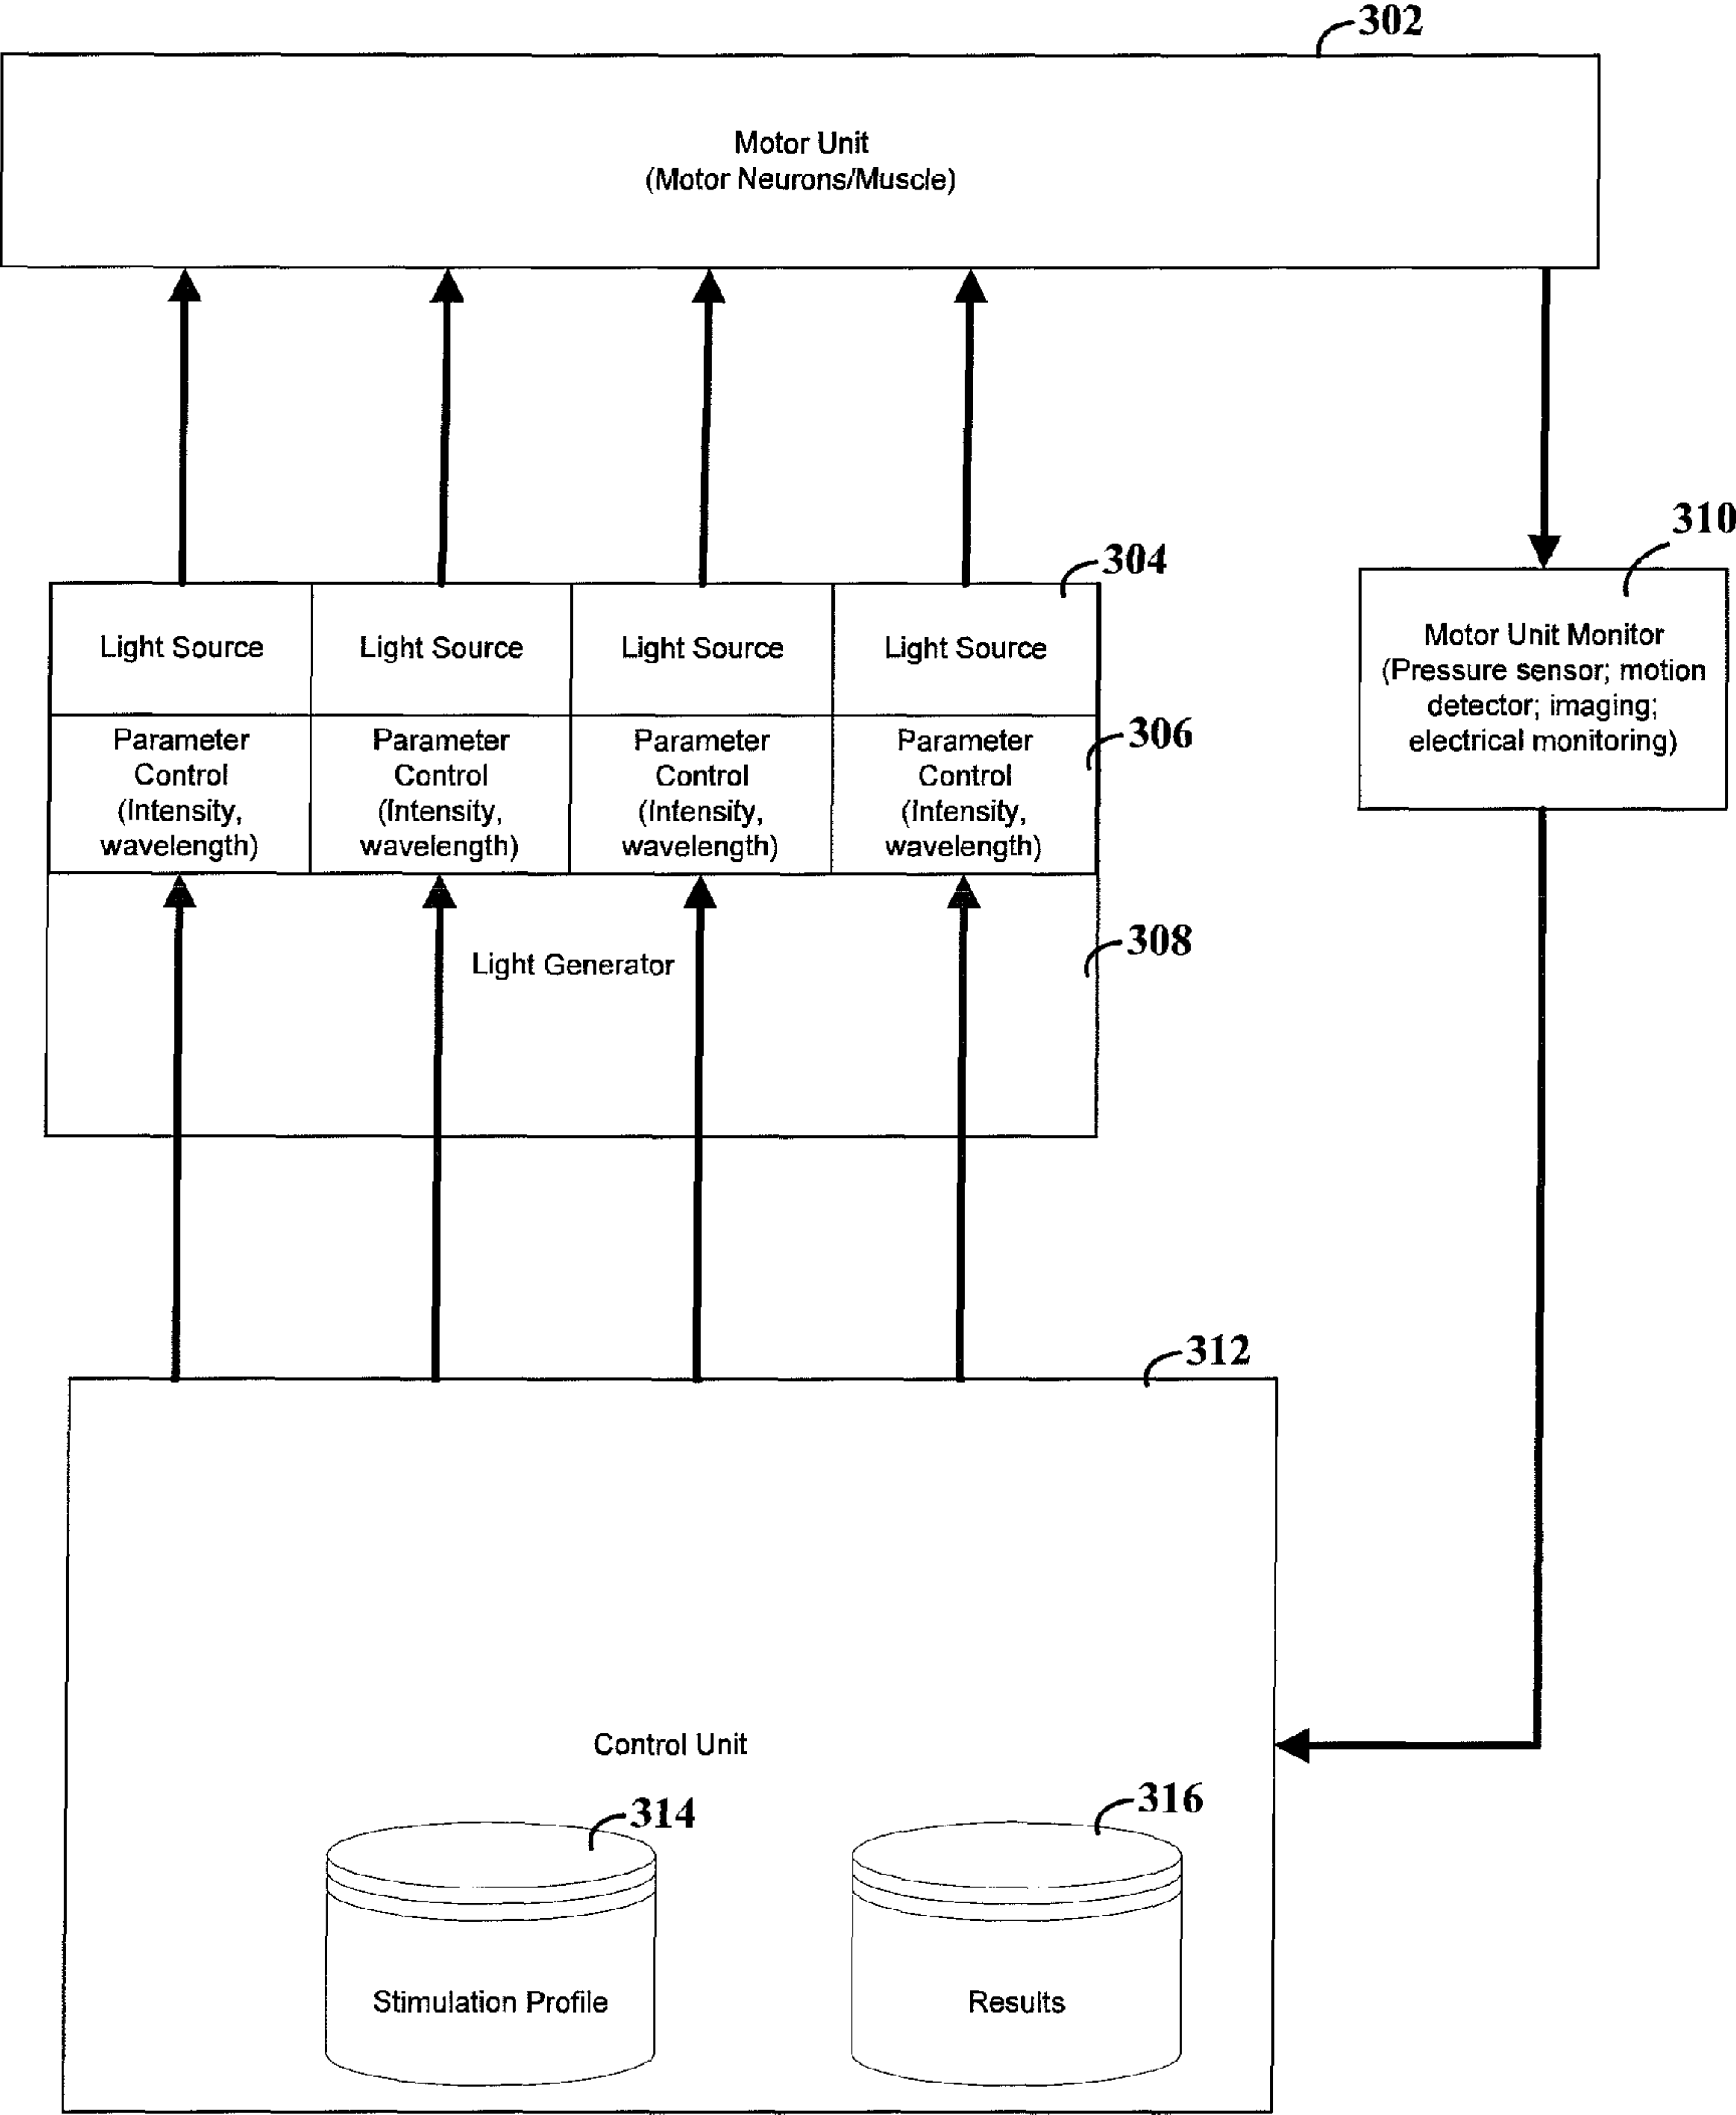 302
Motor Unit
(Motor Neurons/Muscle)
304
Light Source
Light Source
Light Source
Light Source
310
Motor Unit Monitor
(Pressure sensor; motion
detector; imaging;
electrical monitoring)
306
Parameter
Control
(Intensity,
wavelength)
Parameter
Control
(Intensity,
wavelength)
Parameter
Control
(Intensity,
wavelength)
Parameter
Control
(Intensity,
wavelength)
308
Light Generator
312
Control Unit
314
Stimulation Profile
316
Results